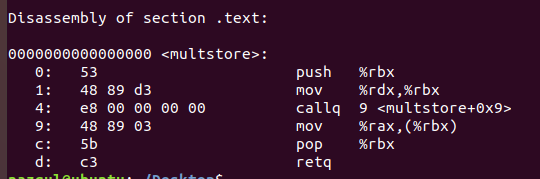 Disassembly of section .text:
0000000000000000 <multstore>:
0: 53 push %rbx
1: 48 89 d3 mov %rdx,%rbx
4: e8 00 00 00 00 callq 9 <multstore+0x9>
9: 48 89 03 mov %rax,(%rbx)
c: 5b pop %rbx
d: c3 retq